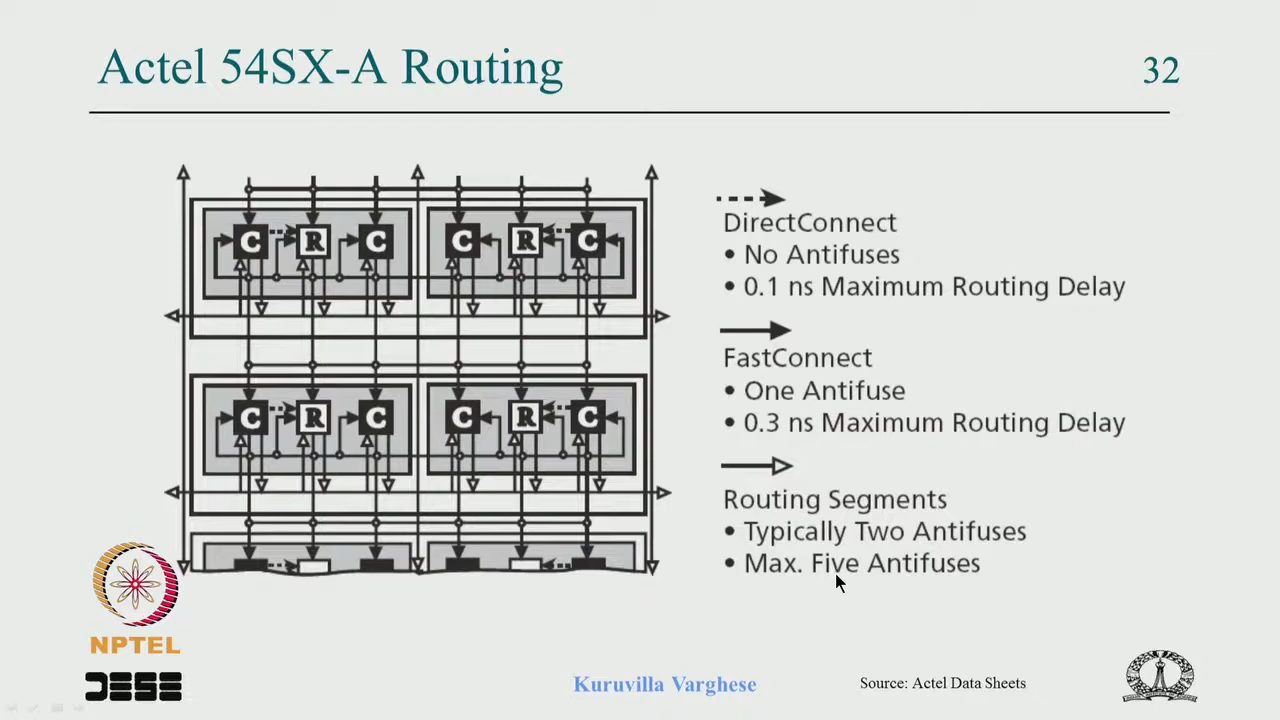 Actel 54SX-A Routing
32
C R C C R C
C R C C R C
DirectConnect
• No Antifuses
• 0.1 ns Maximum Routing Delay
FastConnect
• One Antifuse
• 0.3 ns Maximum Routing Delay
Routing Segments
• Typically Two Antifuses
• Max. Five Antifuses
NPTEL
DESE
Kuruvilla Varghese
Source: Actel Data Sheets